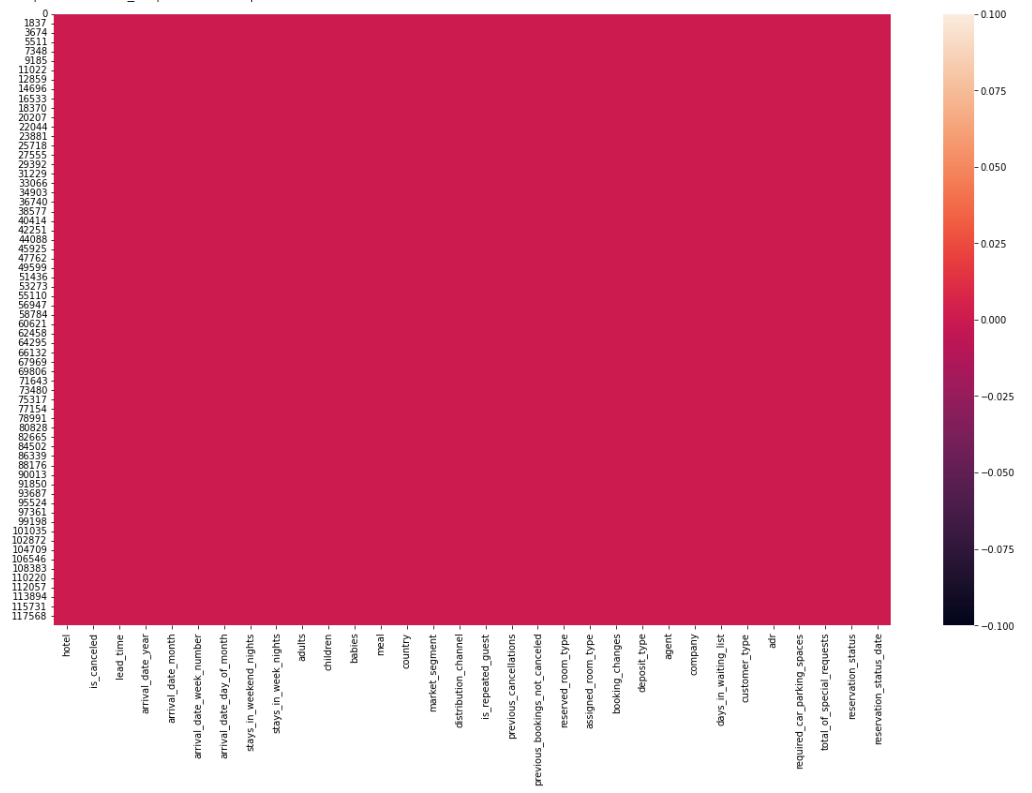 0
1837
3674
5511
7348
9185
11022
12859
14696
16533
18370
20207
22044
23881
25718
27555
29392
31229
33066
34903
36740
38577
40414
42251
44088
45925
47762
49599
51436
53273
55110
56947
58784
60621
62458
64295
66132
67969
69806
71643
73480
75317
77154
78991
80828
82665
84502
86339
88176
90013
91850
93687
95524
97361
99198
101035
102872
104709
106546
108383
110220
112057
113894
115731
117568
hotel
is_canceled
lead_time
arrival_date_year
arrival_date_month
arrival_date_week_number
arrival_date_day_of_month
stays_in_weekend_nights
stays_in_week_nights
adults
children
babies
meal
country
market_segment
distribution_channel
is_repeated_guest
previous_cancellations
previous_bookings_not_canceled
reserved_room_type
assigned_room_type
booking_changes
deposit_type
agent
company
days_in_waiting_list
customer_type
adr
required_car_parking_spaces
total_of_special_requests
reservation_status
reservation_status_date
0.100
0.075
0.050
0.025
0.000
−0.025
−0.050
−0.075
−0.100